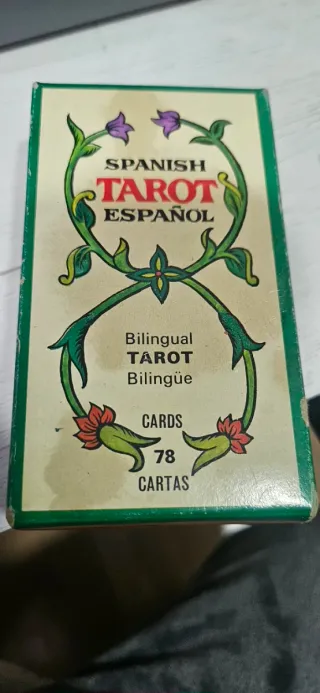 SPANISH
TAROT
ESPAÑOL
Bilingual
TAROT
Bilingüe
CARDS
78
CARTAS